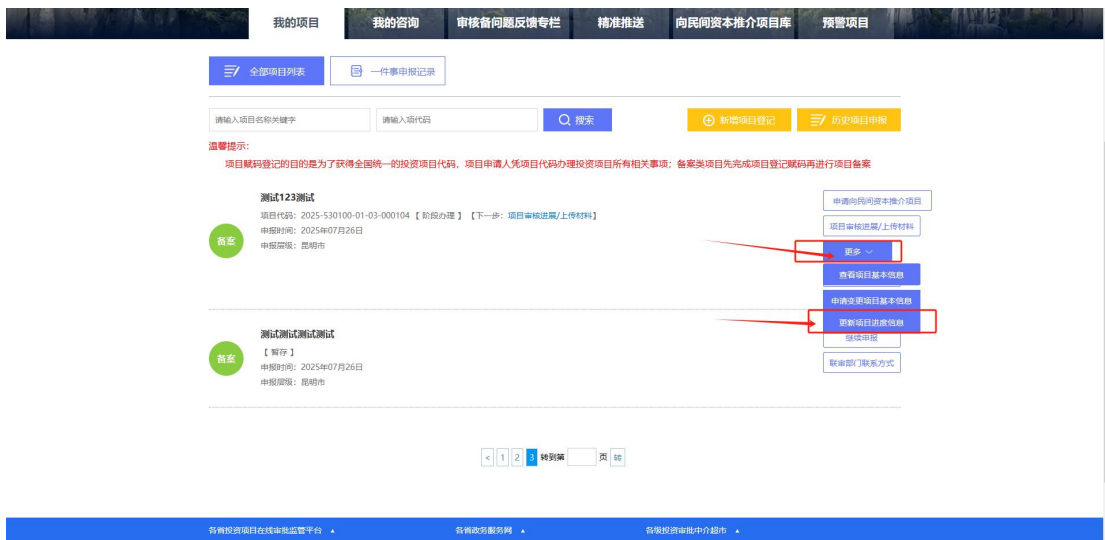 我的项目 我的咨询 审核备问题反馈专栏 精准推送 向民间资本推介项目库 预警项目
全部项目列表 一件事申报记录
请输入项目名称关键字 请输入项代码 搜索 新增项目登记 历史项目申报
温馨提示：
项目赋码登记的目的是为了获得全国统一的投资项目代码，项目申请人凭项目代码办理投资项目所有相关事项；备案类项目先完成项目登记赋码再进行项目备案
测试123测试
申请向民间资本推介项目
项目代码：2025-530100-01-03-000104 【 阶段办理 】 【下一步：项目审核进展/上传材料】
项目审核进展/上传材料
申报时间：2025年07月26日
备案
申报层级：昆明市
更多
查看项目基本信息
申请变更项目基本信息
更新项目进度信息
测试测试测试测试
继续申报
【 暂存 】
备案
申报时间：2025年07月26日
联审部门联系方式
申报层级：昆明市
< 1 2 3 转到第 页 转
各省投资项目在线审批监管平台 ▲ 各省政务服务网 ▲ 各级投资审批中介超市 ▲